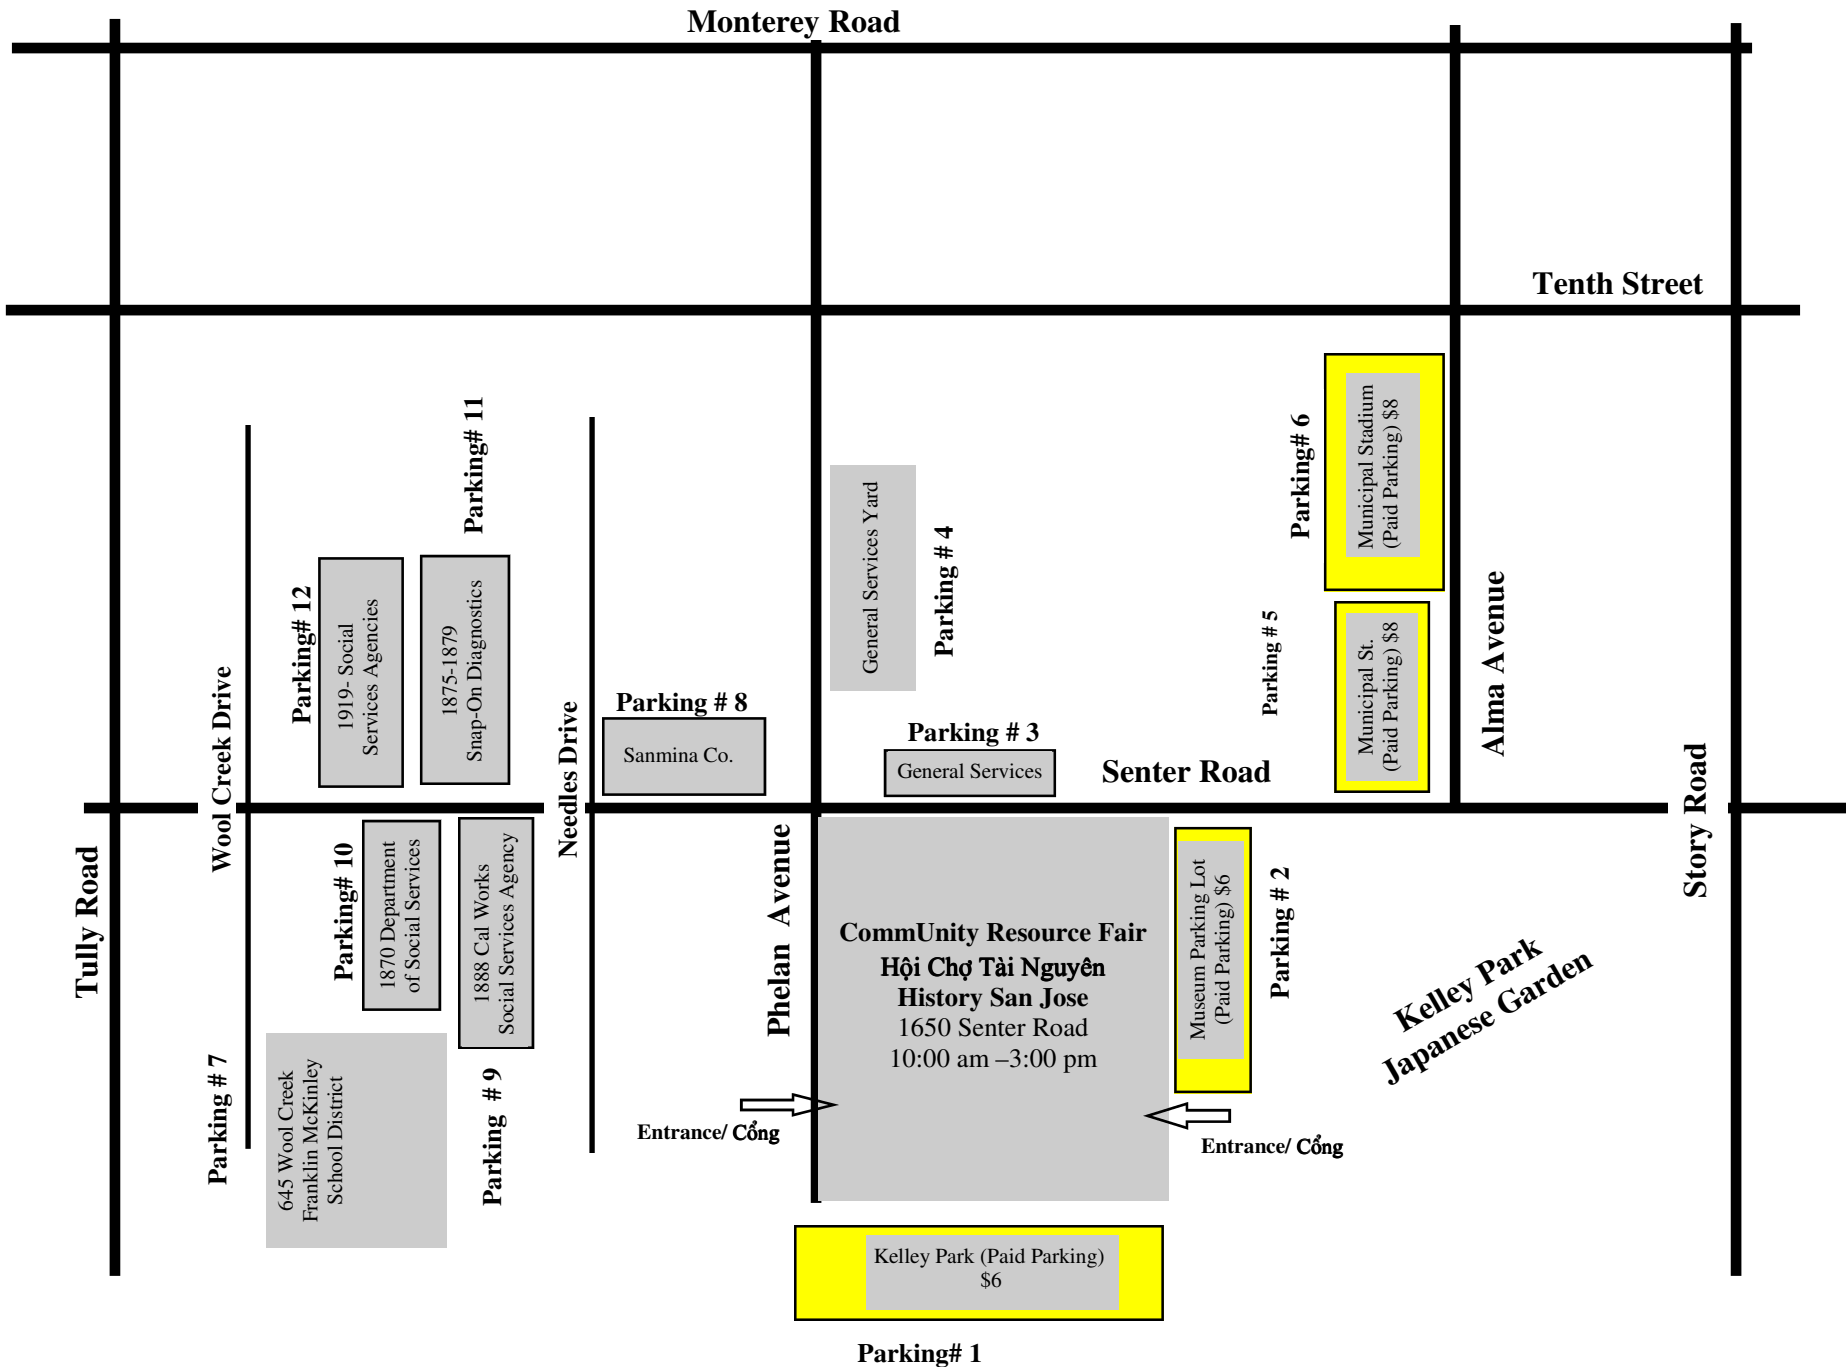 Monterey Road
Tenth Street
Parking# 11
Parking# 12
1919- Social
Services Agencies
1875-1879
Snap-On Diagnostics
Wool Creek Drive
Needles Drive
Parking # 8
Sanmina Co.
General Services Yard
Parking # 4
Parking # 3
General Services
Senter Road
Parking# 6
Municipal Stadium
(Paid Parking) $8
Parking # 5
Municipal St.
(Paid Parking) $8
Alma Avenue
Story Road
Tully Road
Parking# 10
1870 Department
of Social Services
1888 Cal Works
Social Services Agency
Parking # 7
645 Wool Creek
Franklin McKinley
School District
Parking # 9
Phelan Avenue
CommUnity Resource Fair
Hội Chợ Tài Nguyên
History San Jose
1650 Senter Road
10:00 am –3:00 pm
Museum Parking Lot
(Paid Parking) $6
Parking # 2
Kelley Park
Japanese Garden
Entrance/ Cổng
Entrance/ Cổng
Kelley Park (Paid Parking)
$6
Parking# 1